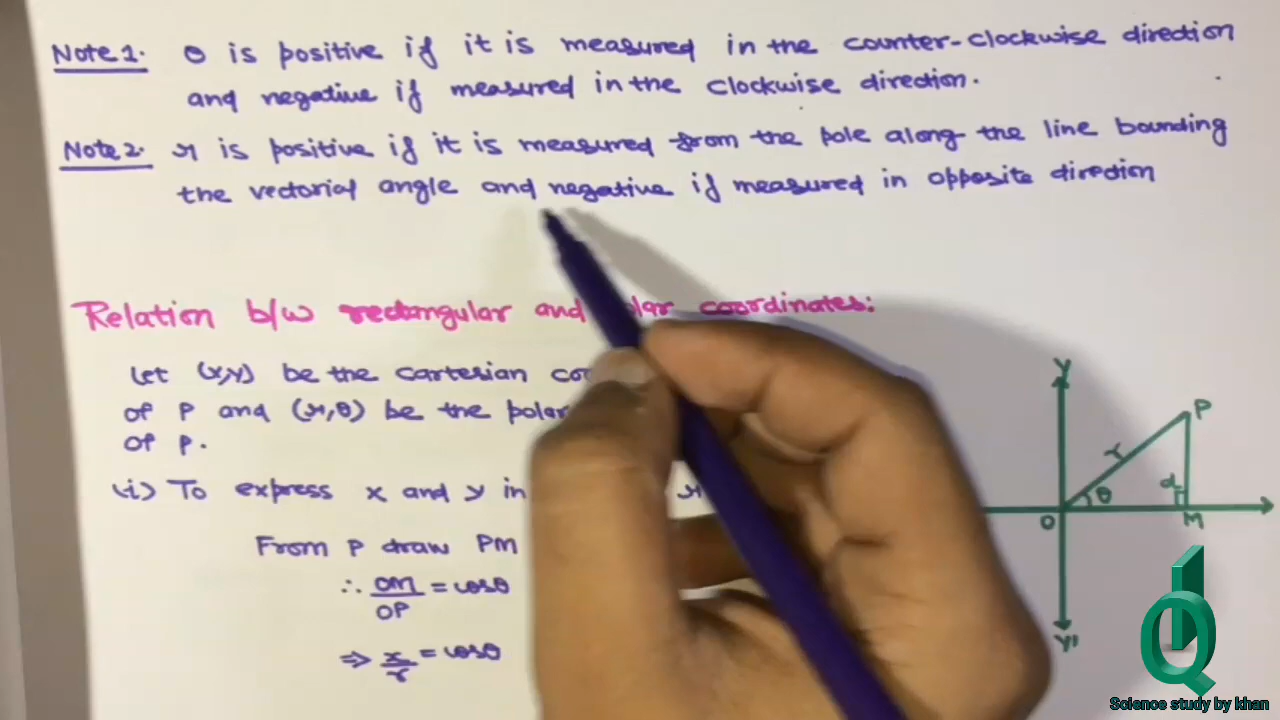 Note 1. θ is positive if it is measured in the counter-clockwise direction
and negative if measured in the clockwise direction.
Note 2. r is positive if it is measured from the pole along the line bounding
the vectorial angle and negative if measured in opposite direction
Relation b/w rectangular and polar coordinates:
Let (x,y) be the cartesian
of P and (r,θ) be the polar
of P.
(i) To express x and y in r
From P draw PM
∴ OM/OP = cosθ
⇒ x/r = cosθ
Y
P
r
θ
O
M
Y'
Science study by khan